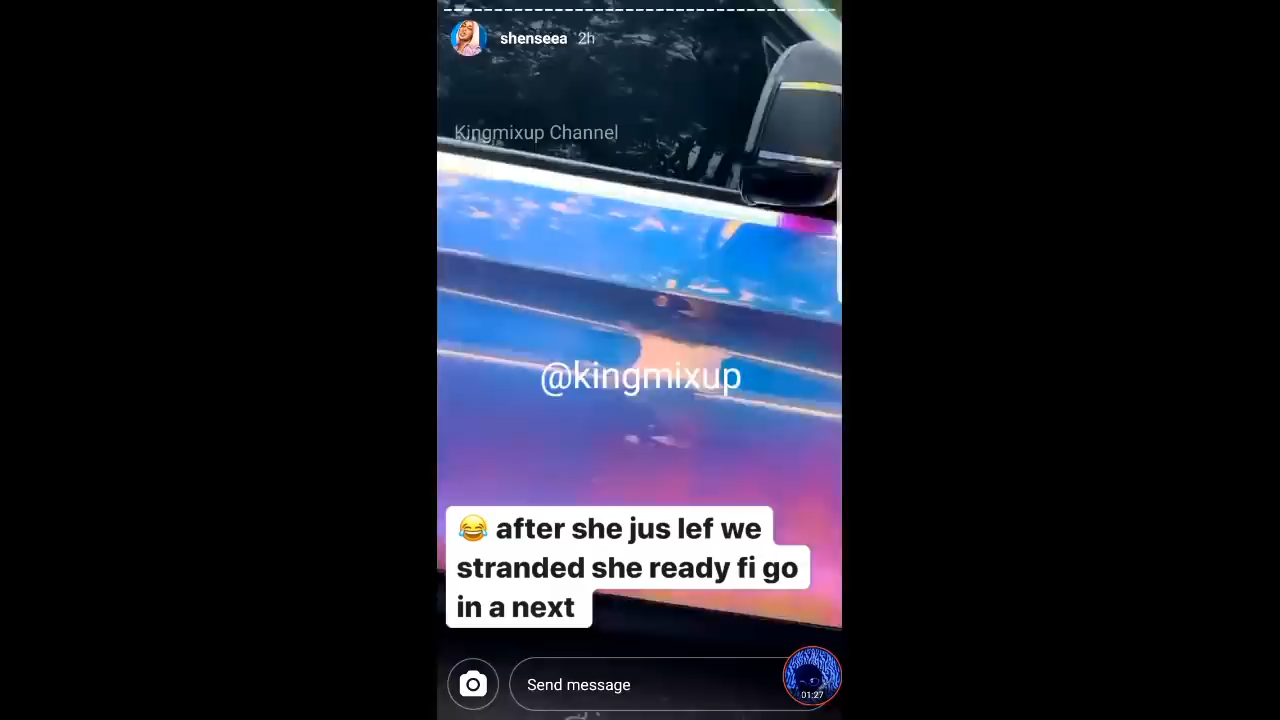 shenseea 2h
Kingmixup Channel
@kingmixup
😂 after she jus lef we
stranded she ready fi go
in a next
Send message
01:27